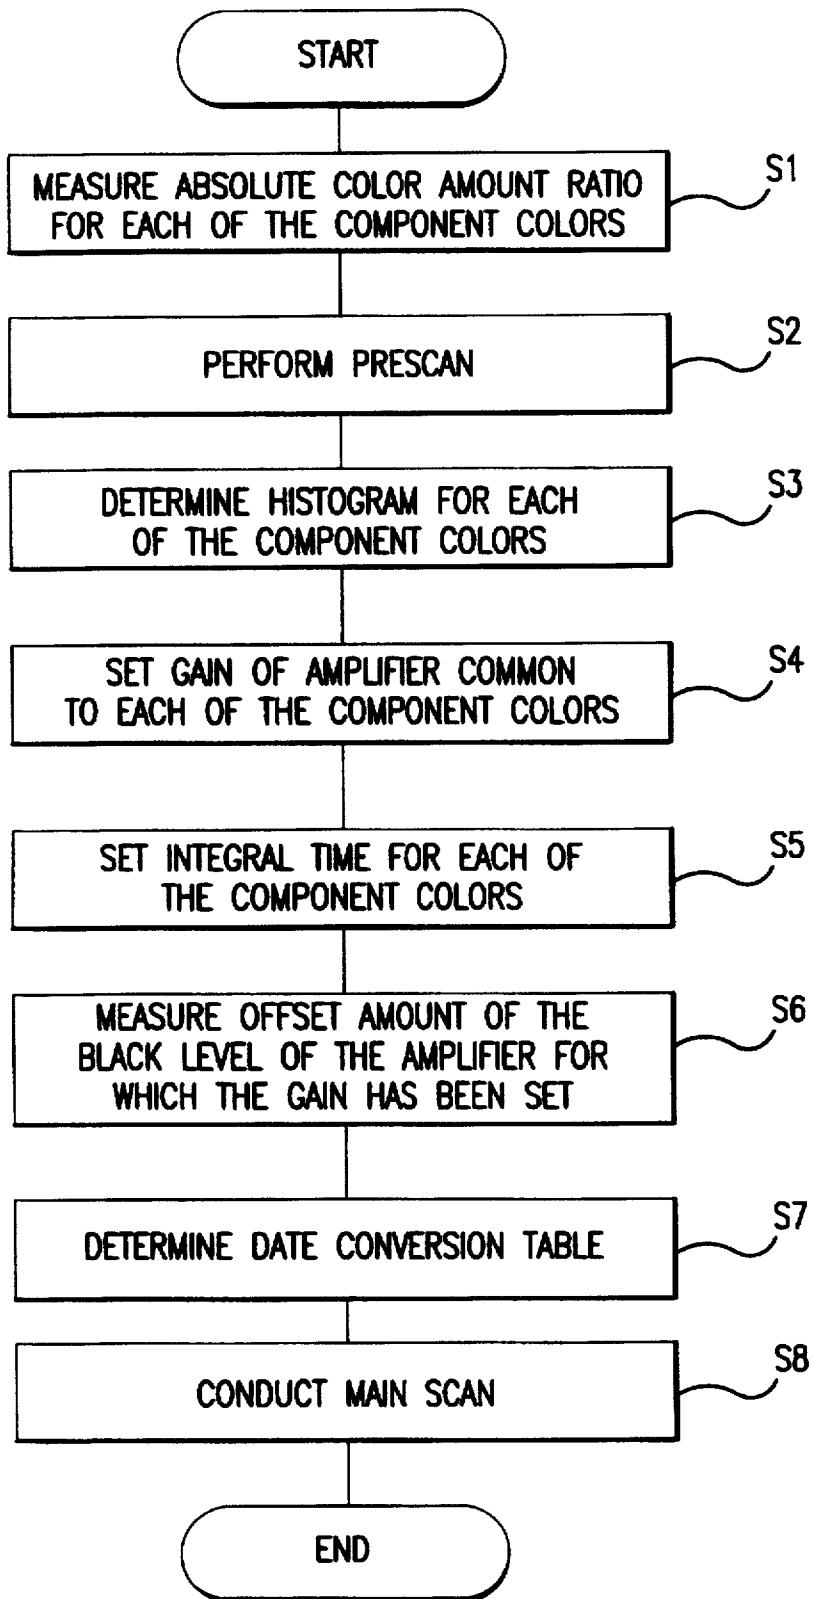 START
MEASURE ABSOLUTE COLOR AMOUNT RATIO
FOR EACH OF THE COMPONENT COLORS
S1
PERFORM PRESCAN
S2
DETERMINE HISTOGRAM FOR EACH
OF THE COMPONENT COLORS
S3
SET GAIN OF AMPLIFIER COMMON
TO EACH OF THE COMPONENT COLORS
S4
SET INTEGRAL TIME FOR EACH OF
THE COMPONENT COLORS
S5
MEASURE OFFSET AMOUNT OF THE
BLACK LEVEL OF THE AMPLIFIER FOR
WHICH THE GAIN HAS BEEN SET
S6
DETERMINE DATE CONVERSION TABLE
S7
CONDUCT MAIN SCAN
S8
END